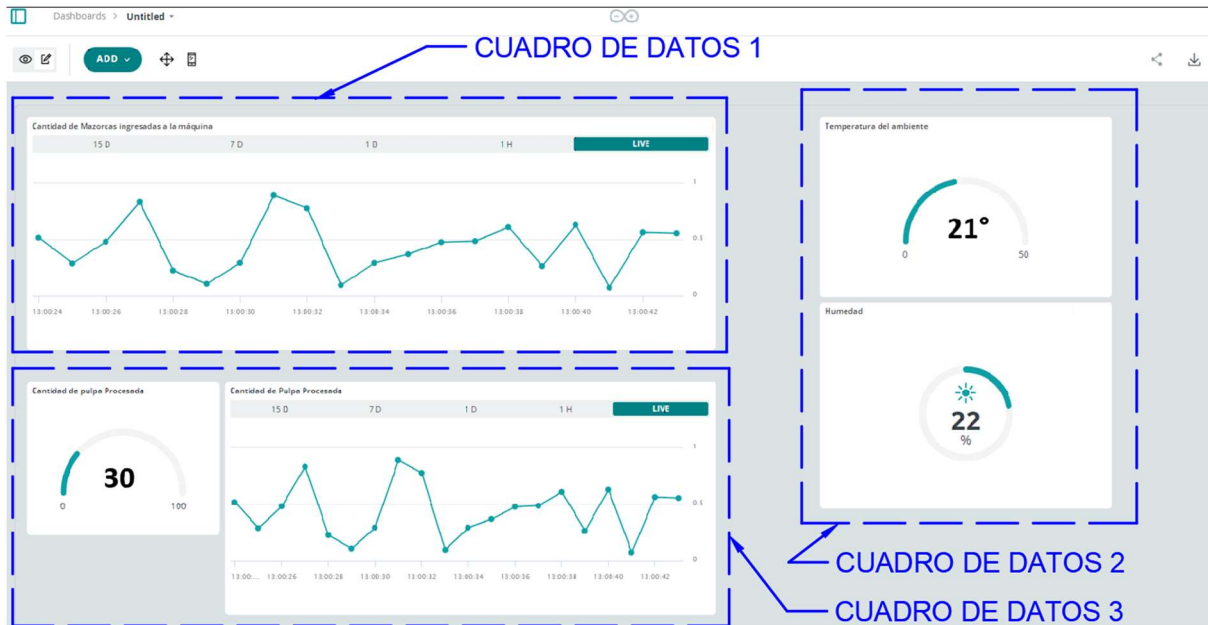 Dashboards > Untitled
CUADRO DE DATOS 1
ADD
Cantidad de Mazorcas ingresadas a la máquina
15 D 7 D 1 D 1 H LIVE
1
0.5
0
13:00:24 13:00:26 13:00:28 13:00:30 13:00:32 13:00:34 13:00:36 13:00:38 13:00:40 13:00:42
Temperatura del ambiente
21°
0 50
Humedad
22
%
Cantidad de pulpa Procesada
30
0 100
Cantidad de Pulpa Procesada
15 D 7 D 1 D 1 H LIVE
1
0.5
0
13:00:... 13:00:26 13:00:28 13:00:30 13:00:32 13:00:34 13:00:36 13:00:38 13:00:40 13:00:42
CUADRO DE DATOS 2
CUADRO DE DATOS 3